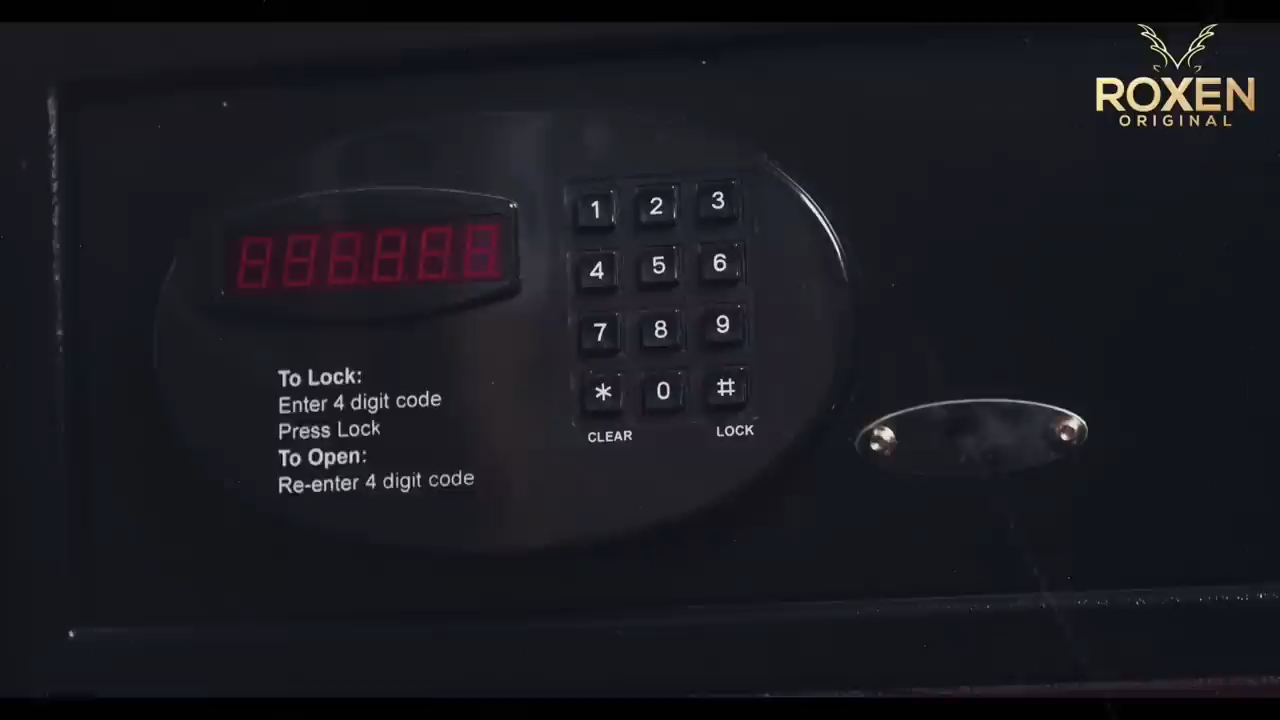 ROXEN
ORIGINAL
1 2 3
4 5 6
7 8 9
* 0 #
CLEAR LOCK
To Lock:
Enter 4 digit code
Press Lock
To Open:
Re-enter 4 digit code